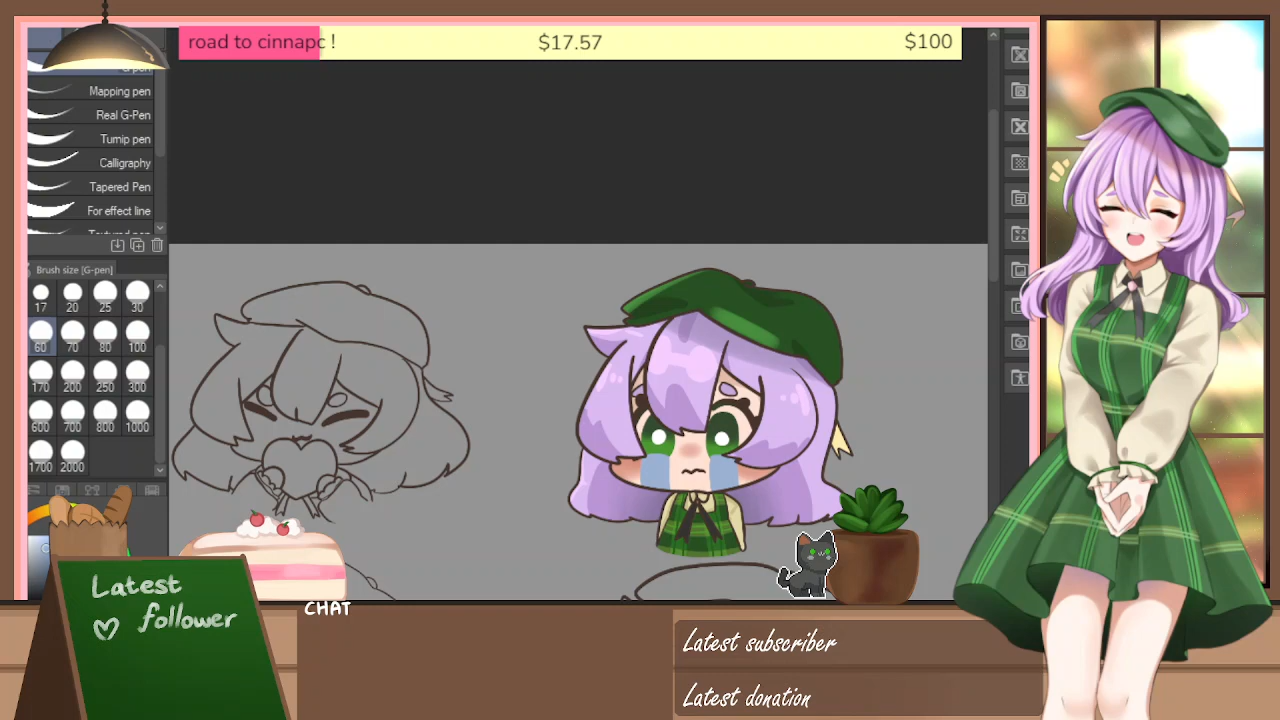 road to cinnapc !
$17.57
$100
Mapping pen
Real G-Pen
Turnip pen
Calligraphy
Tapered Pen
For effect line
Brush size [G-pen]
17 20 25 30
60 70 80 100
170 200 250 300
600 700 800 1000
1700 2000
Latest
follower
CHAT
Latest subscriber
Latest donation